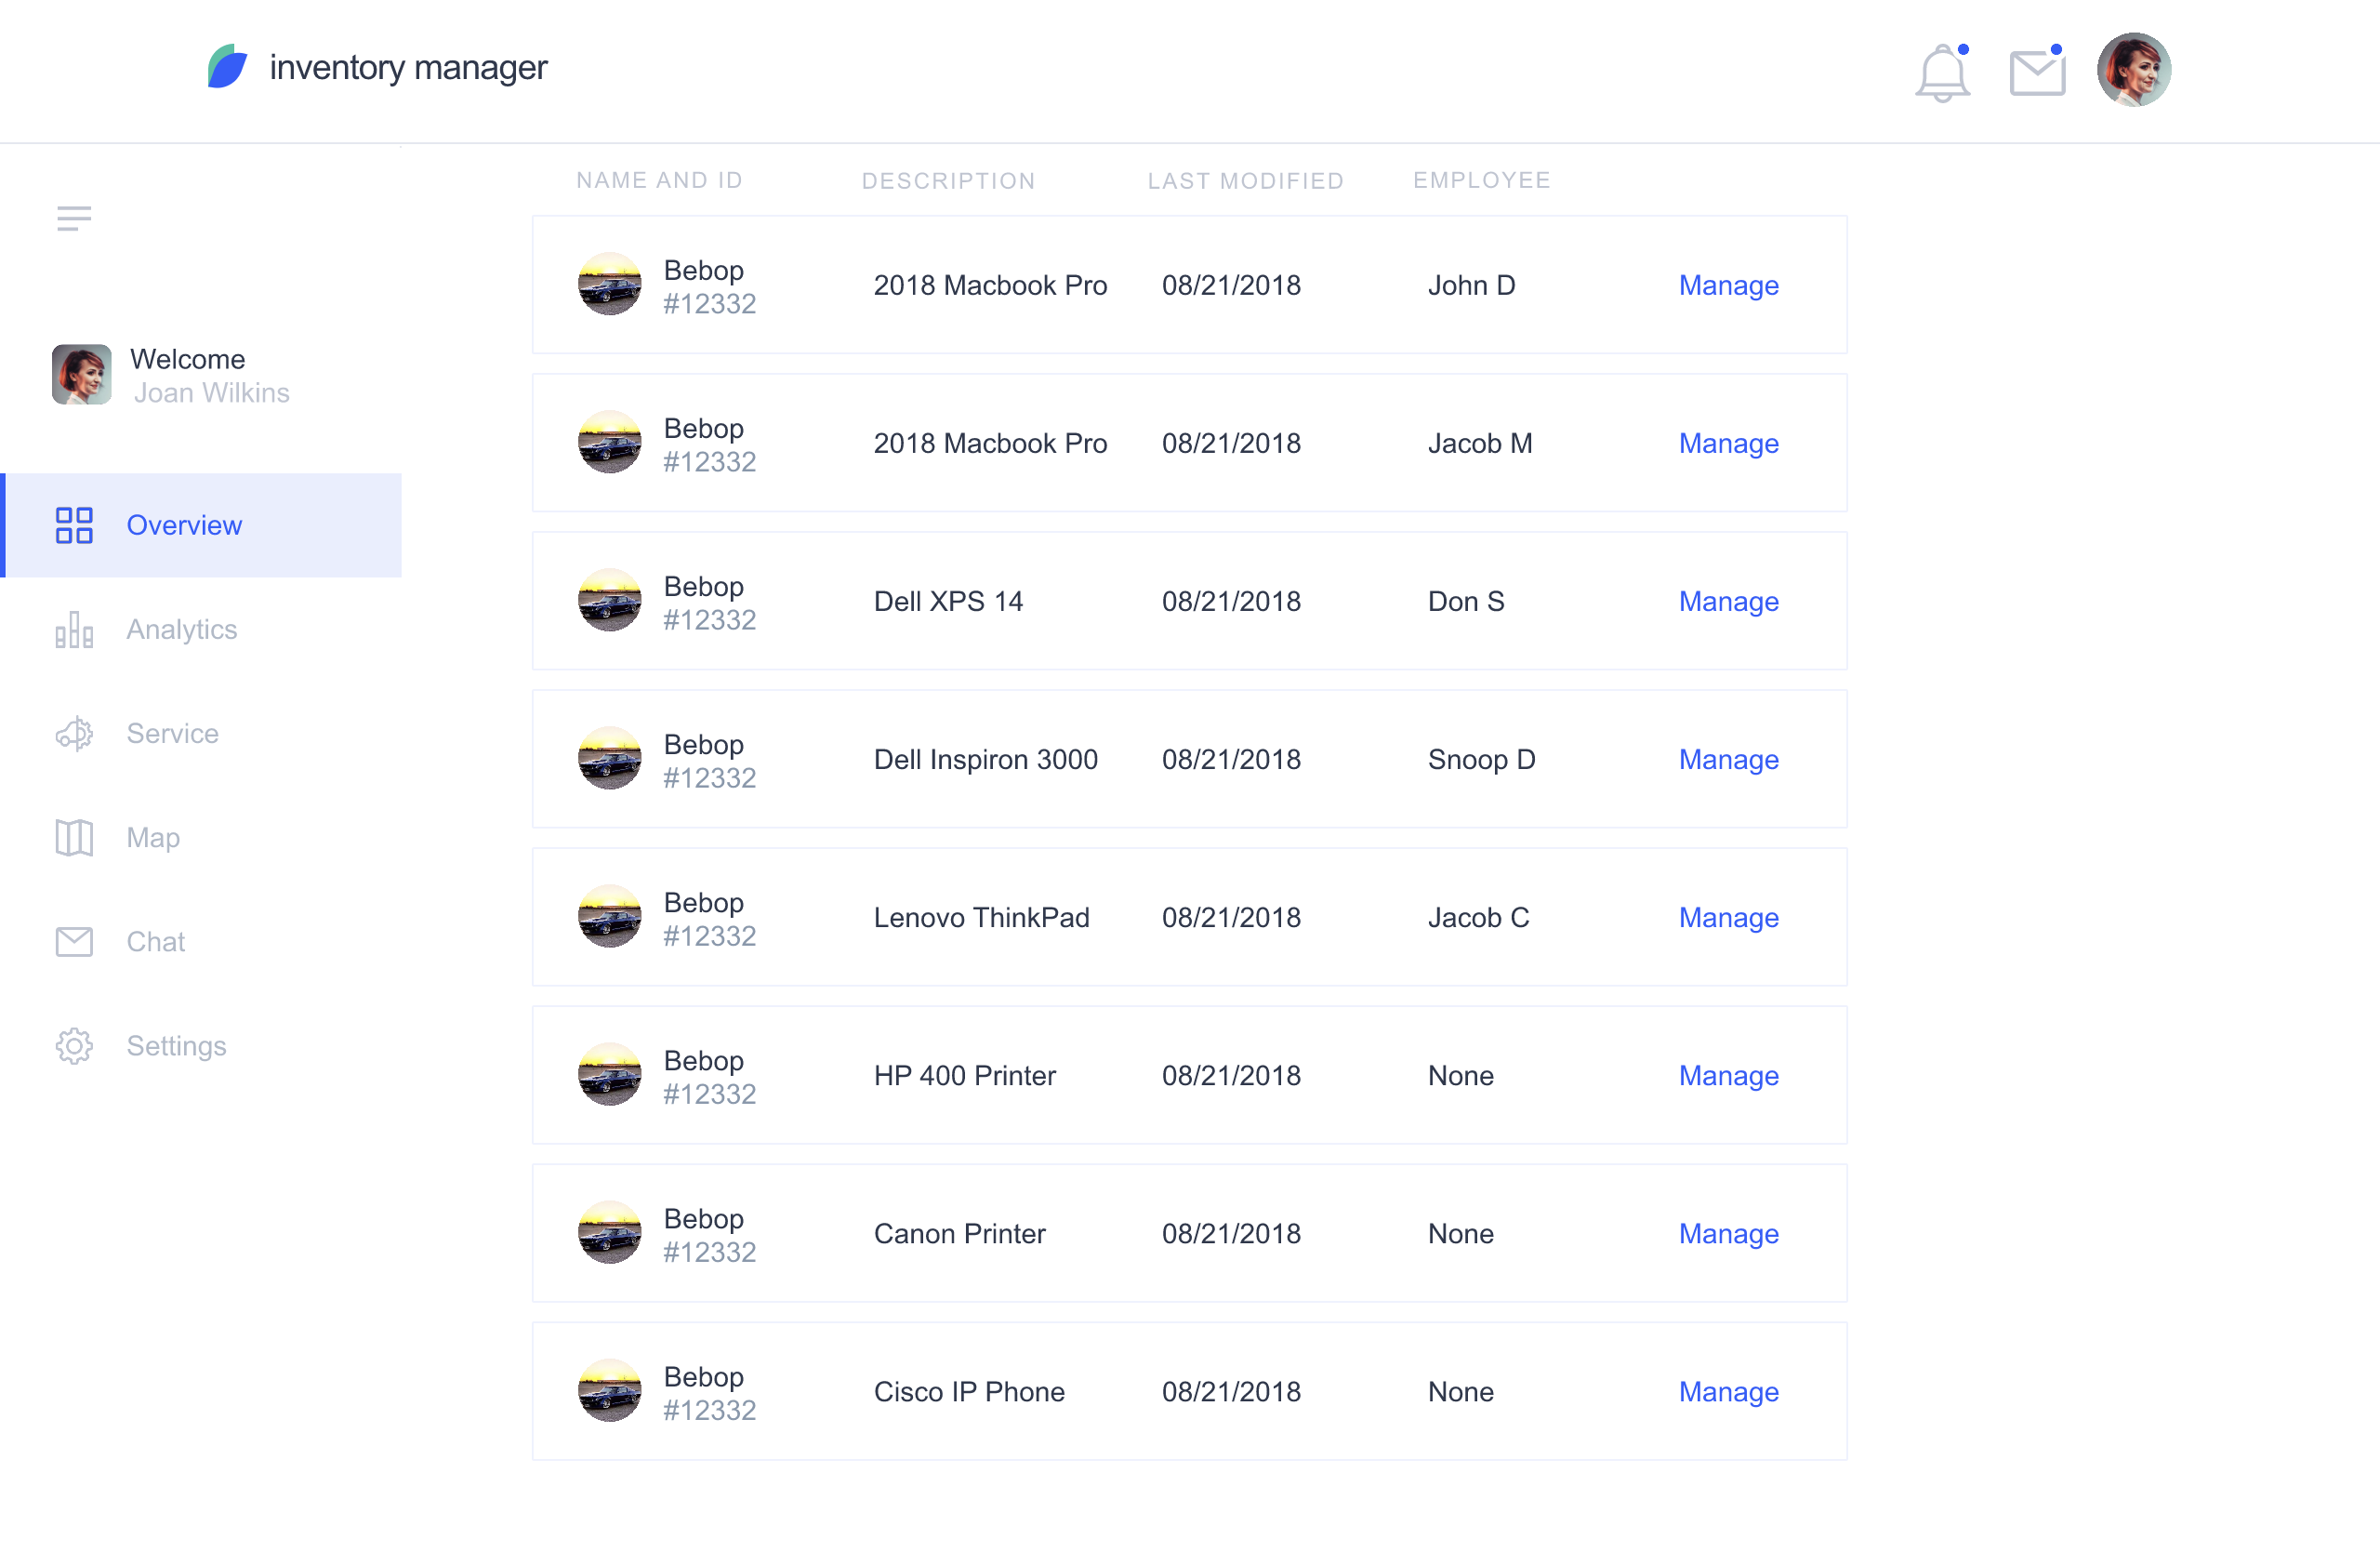 inventory manager
NAME AND ID DESCRIPTION LAST MODIFIED EMPLOYEE
Welcome
Joan Wilkins
Overview
Analytics
Service
Map
Chat
Settings
Bebop
#12332
2018 Macbook Pro 08/21/2018 John D Manage
Bebop
#12332
2018 Macbook Pro 08/21/2018 Jacob M Manage
Bebop
#12332
Dell XPS 14 08/21/2018 Don S Manage
Bebop
#12332
Dell Inspiron 3000 08/21/2018 Snoop D Manage
Bebop
#12332
Lenovo ThinkPad 08/21/2018 Jacob C Manage
Bebop
#12332
HP 400 Printer 08/21/2018 None Manage
Bebop
#12332
Canon Printer 08/21/2018 None Manage
Bebop
#12332
Cisco IP Phone 08/21/2018 None Manage